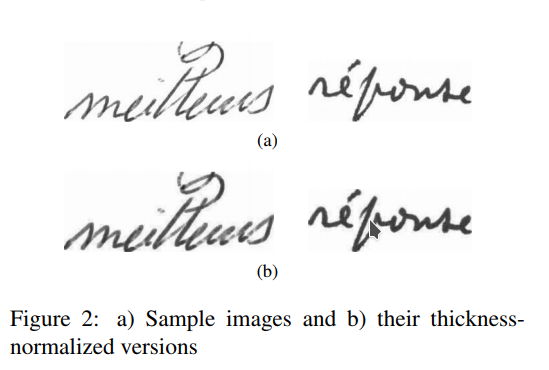 meilleurs réponse
(a)
meilleurs réponse
(b)
Figure 2: a) Sample images and b) their thickness-
normalized versions